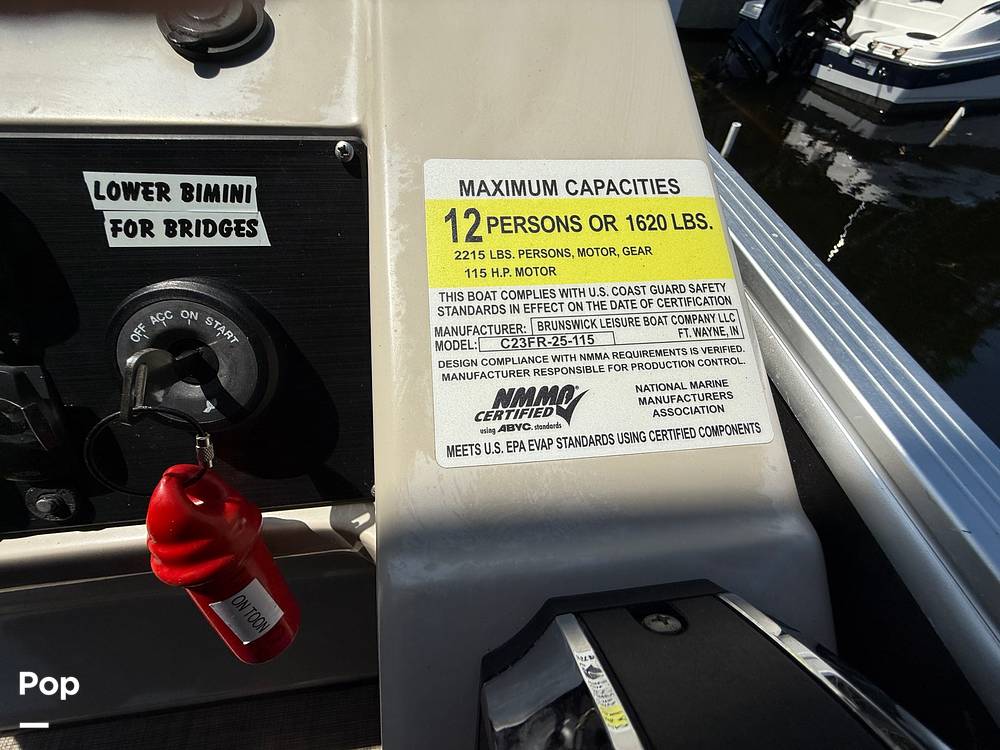 LOWER BIMINI
FOR BRIDGES
OFF ACC ON START
ON TOON
MAXIMUM CAPACITIES
12 PERSONS OR 1620 LBS.
2215 LBS. PERSONS, MOTOR, GEAR
115 H.P. MOTOR
THIS BOAT COMPLIES WITH U.S. COAST GUARD SAFETY
STANDARDS IN EFFECT ON THE DATE OF CERTIFICATION
MANUFACTURER: BRUNSWICK LEISURE BOAT COMPANY LLC
FT. WAYNE, IN
MODEL: C23FR-25-115
DESIGN COMPLIANCE WITH NMMA REQUIREMENTS IS VERIFIED.
MANUFACTURER RESPONSIBLE FOR PRODUCTION CONTROL.
NMMA®
CERTIFIED
using ABYC. standards
NATIONAL MARINE
MANUFACTURERS
ASSOCIATION
MEETS U.S. EPA EVAP STANDARDS USING CERTIFIED COMPONENTS
Pop